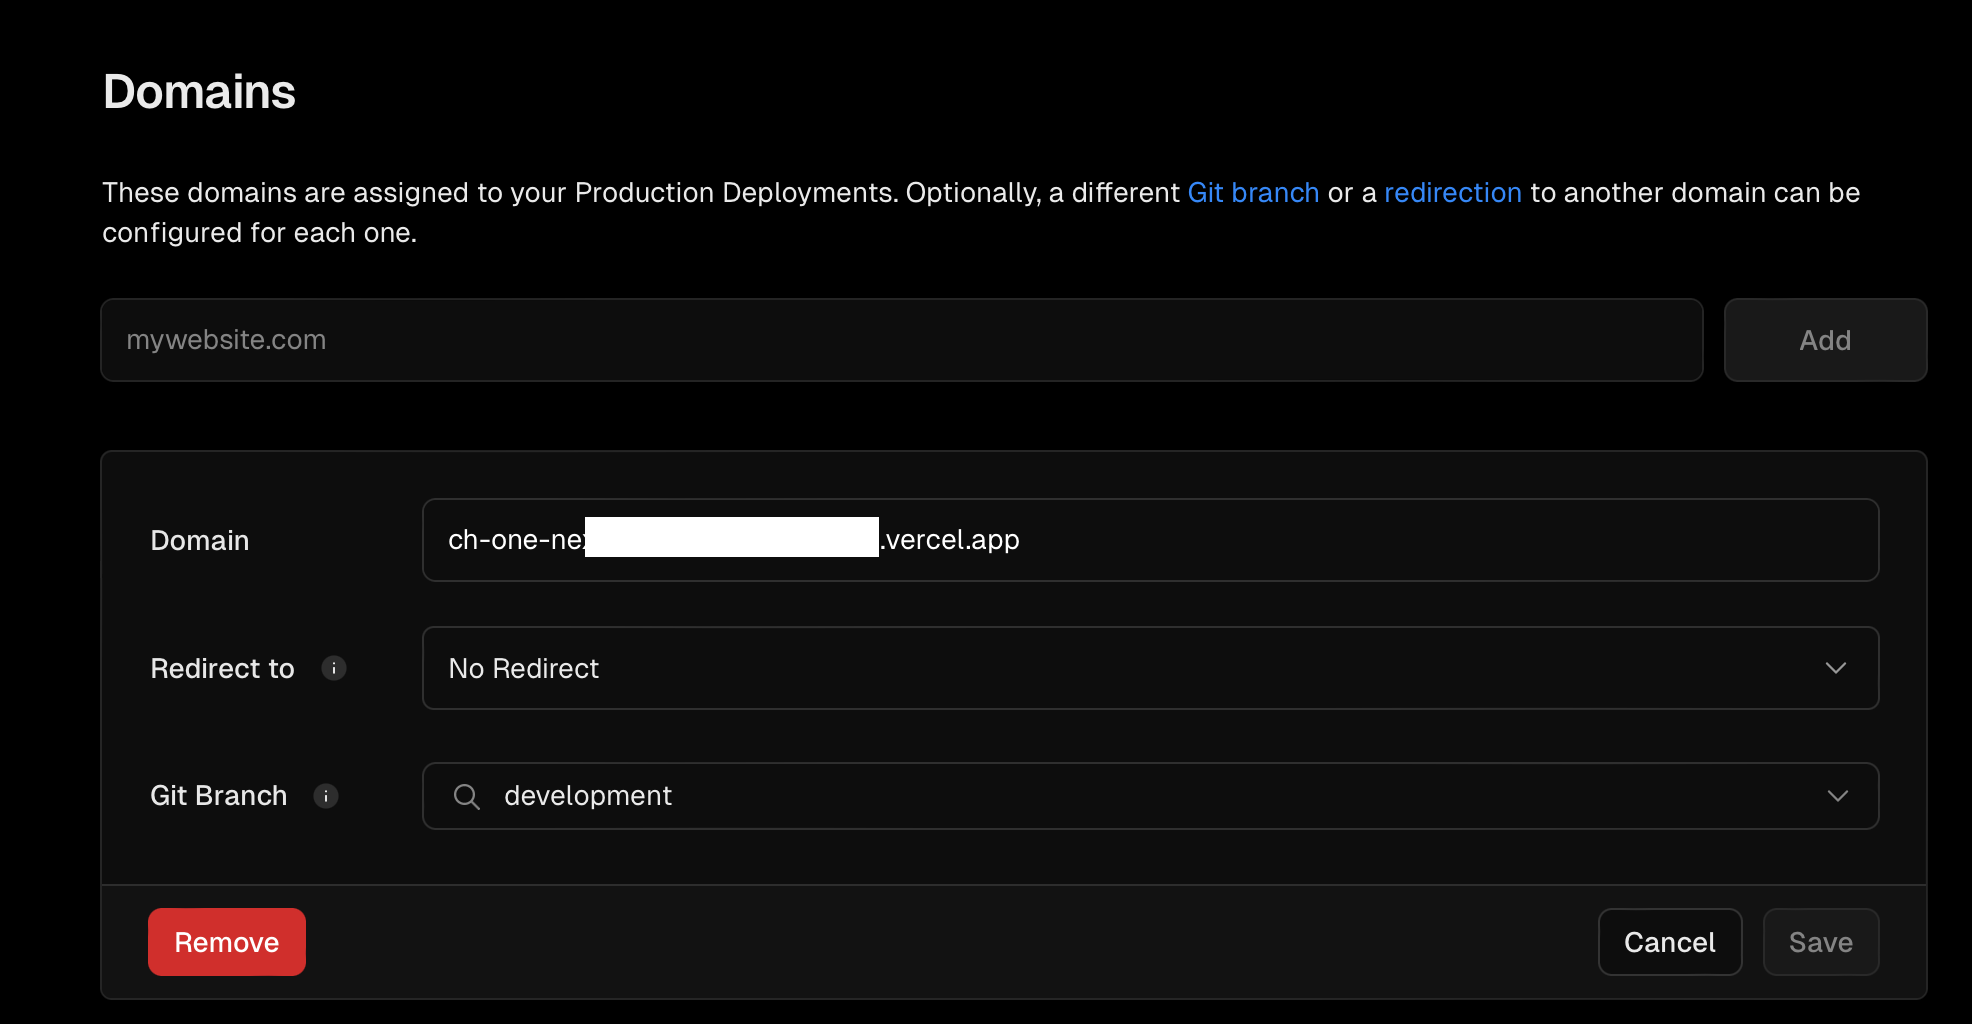 Domains
These domains are assigned to your Production Deployments. Optionally, a different Git branch or a redirection to another domain can be
configured for each one.
mywebsite.com
Add
Domain
ch-one-ne .vercel.app
Redirect to
No Redirect
Git Branch
development
Remove
Cancel
Save